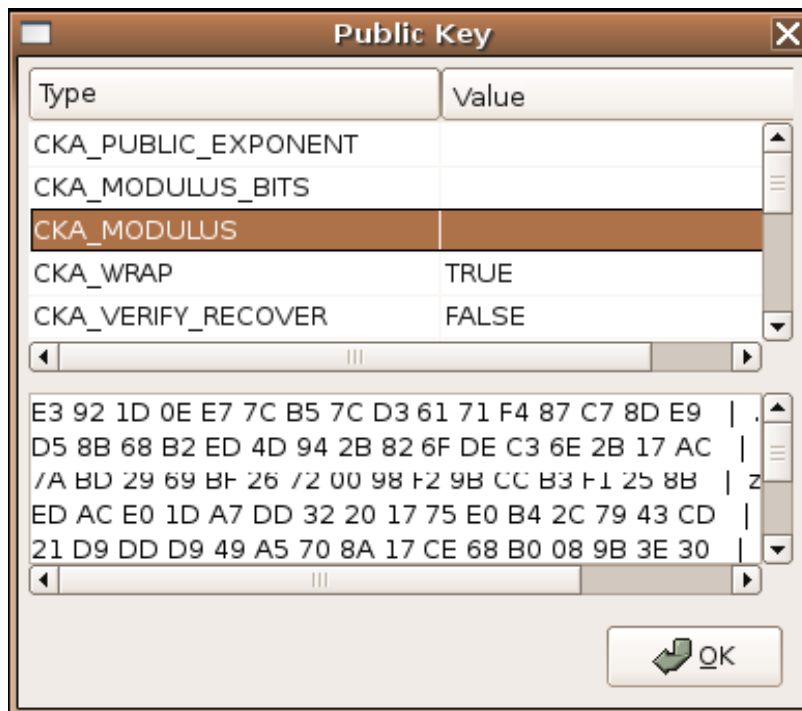 Public Key
Type Value
CKA_PUBLIC_EXPONENT
CKA_MODULUS_BITS
CKA_MODULUS
CKA_WRAP TRUE
CKA_VERIFY_RECOVER FALSE
E3 92 1D 0E E7 7C B5 7C D3 61 71 F4 87 C7 8D E9 | .
D5 8B 68 B2 ED 4D 94 2B 82 6F DE C3 6E 2B 17 AC |
7A BD 29 69 BF 26 72 00 98 F2 9B CC B3 F1 25 8B | z
ED AC E0 1D A7 DD 32 20 17 75 E0 B4 2C 79 43 CD |
21 D9 DD D9 49 A5 70 8A 17 CE 68 B0 08 9B 3E 30 |
OK